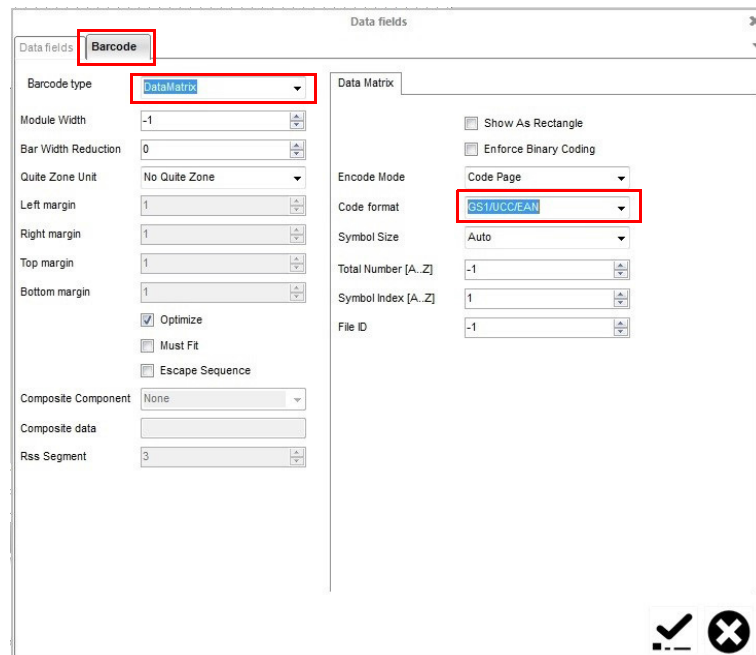 Data fields
Data fields Barcode
Barcode type DataMatrix
Module Width -1
Bar Width Reduction 0
Quite Zone Unit No Quite Zone
Left margin 1
Right margin 1
Top margin 1
Bottom margin 1
Optimize
Must Fit
Escape Sequence
Composite Component None
Composite data
Rss Segment 3
Data Matrix
Show As Rectangle
Enforce Binary Coding
Encode Mode Code Page
Code format GS1/UCC/EAN
Symbol Size Auto
Total Number [A..Z] -1
Symbol Index [A..Z] 1
File ID -1